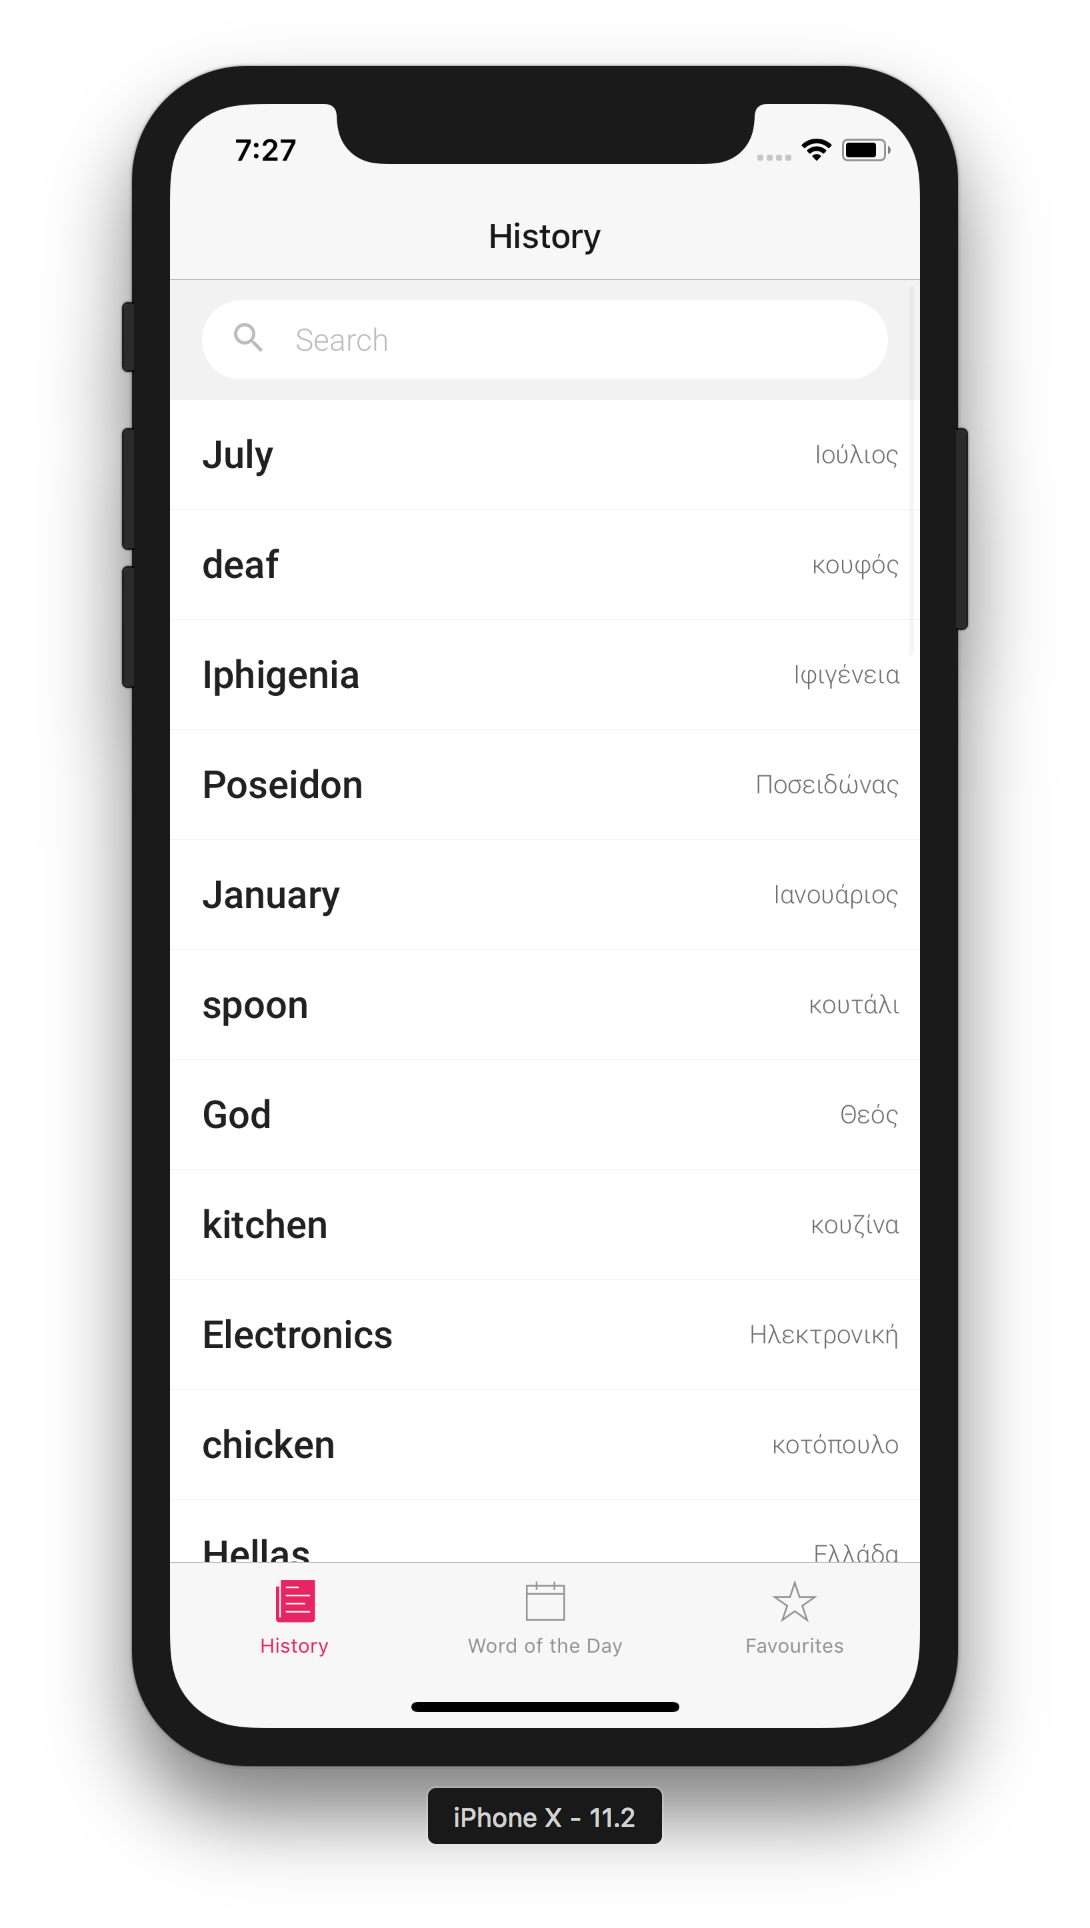 7:27
History
Search
July Ιούλιος
deaf κουφός
Iphigenia Ιφιγένεια
Poseidon Ποσειδώνας
January Ιανουάριος
spoon κουτάλι
God Θεός
kitchen κουζίνα
Electronics Ηλεκτρονική
chicken κοτόπουλο
Hellas Ελλάδα
History Word of the Day Favourites
iPhone X - 11.2